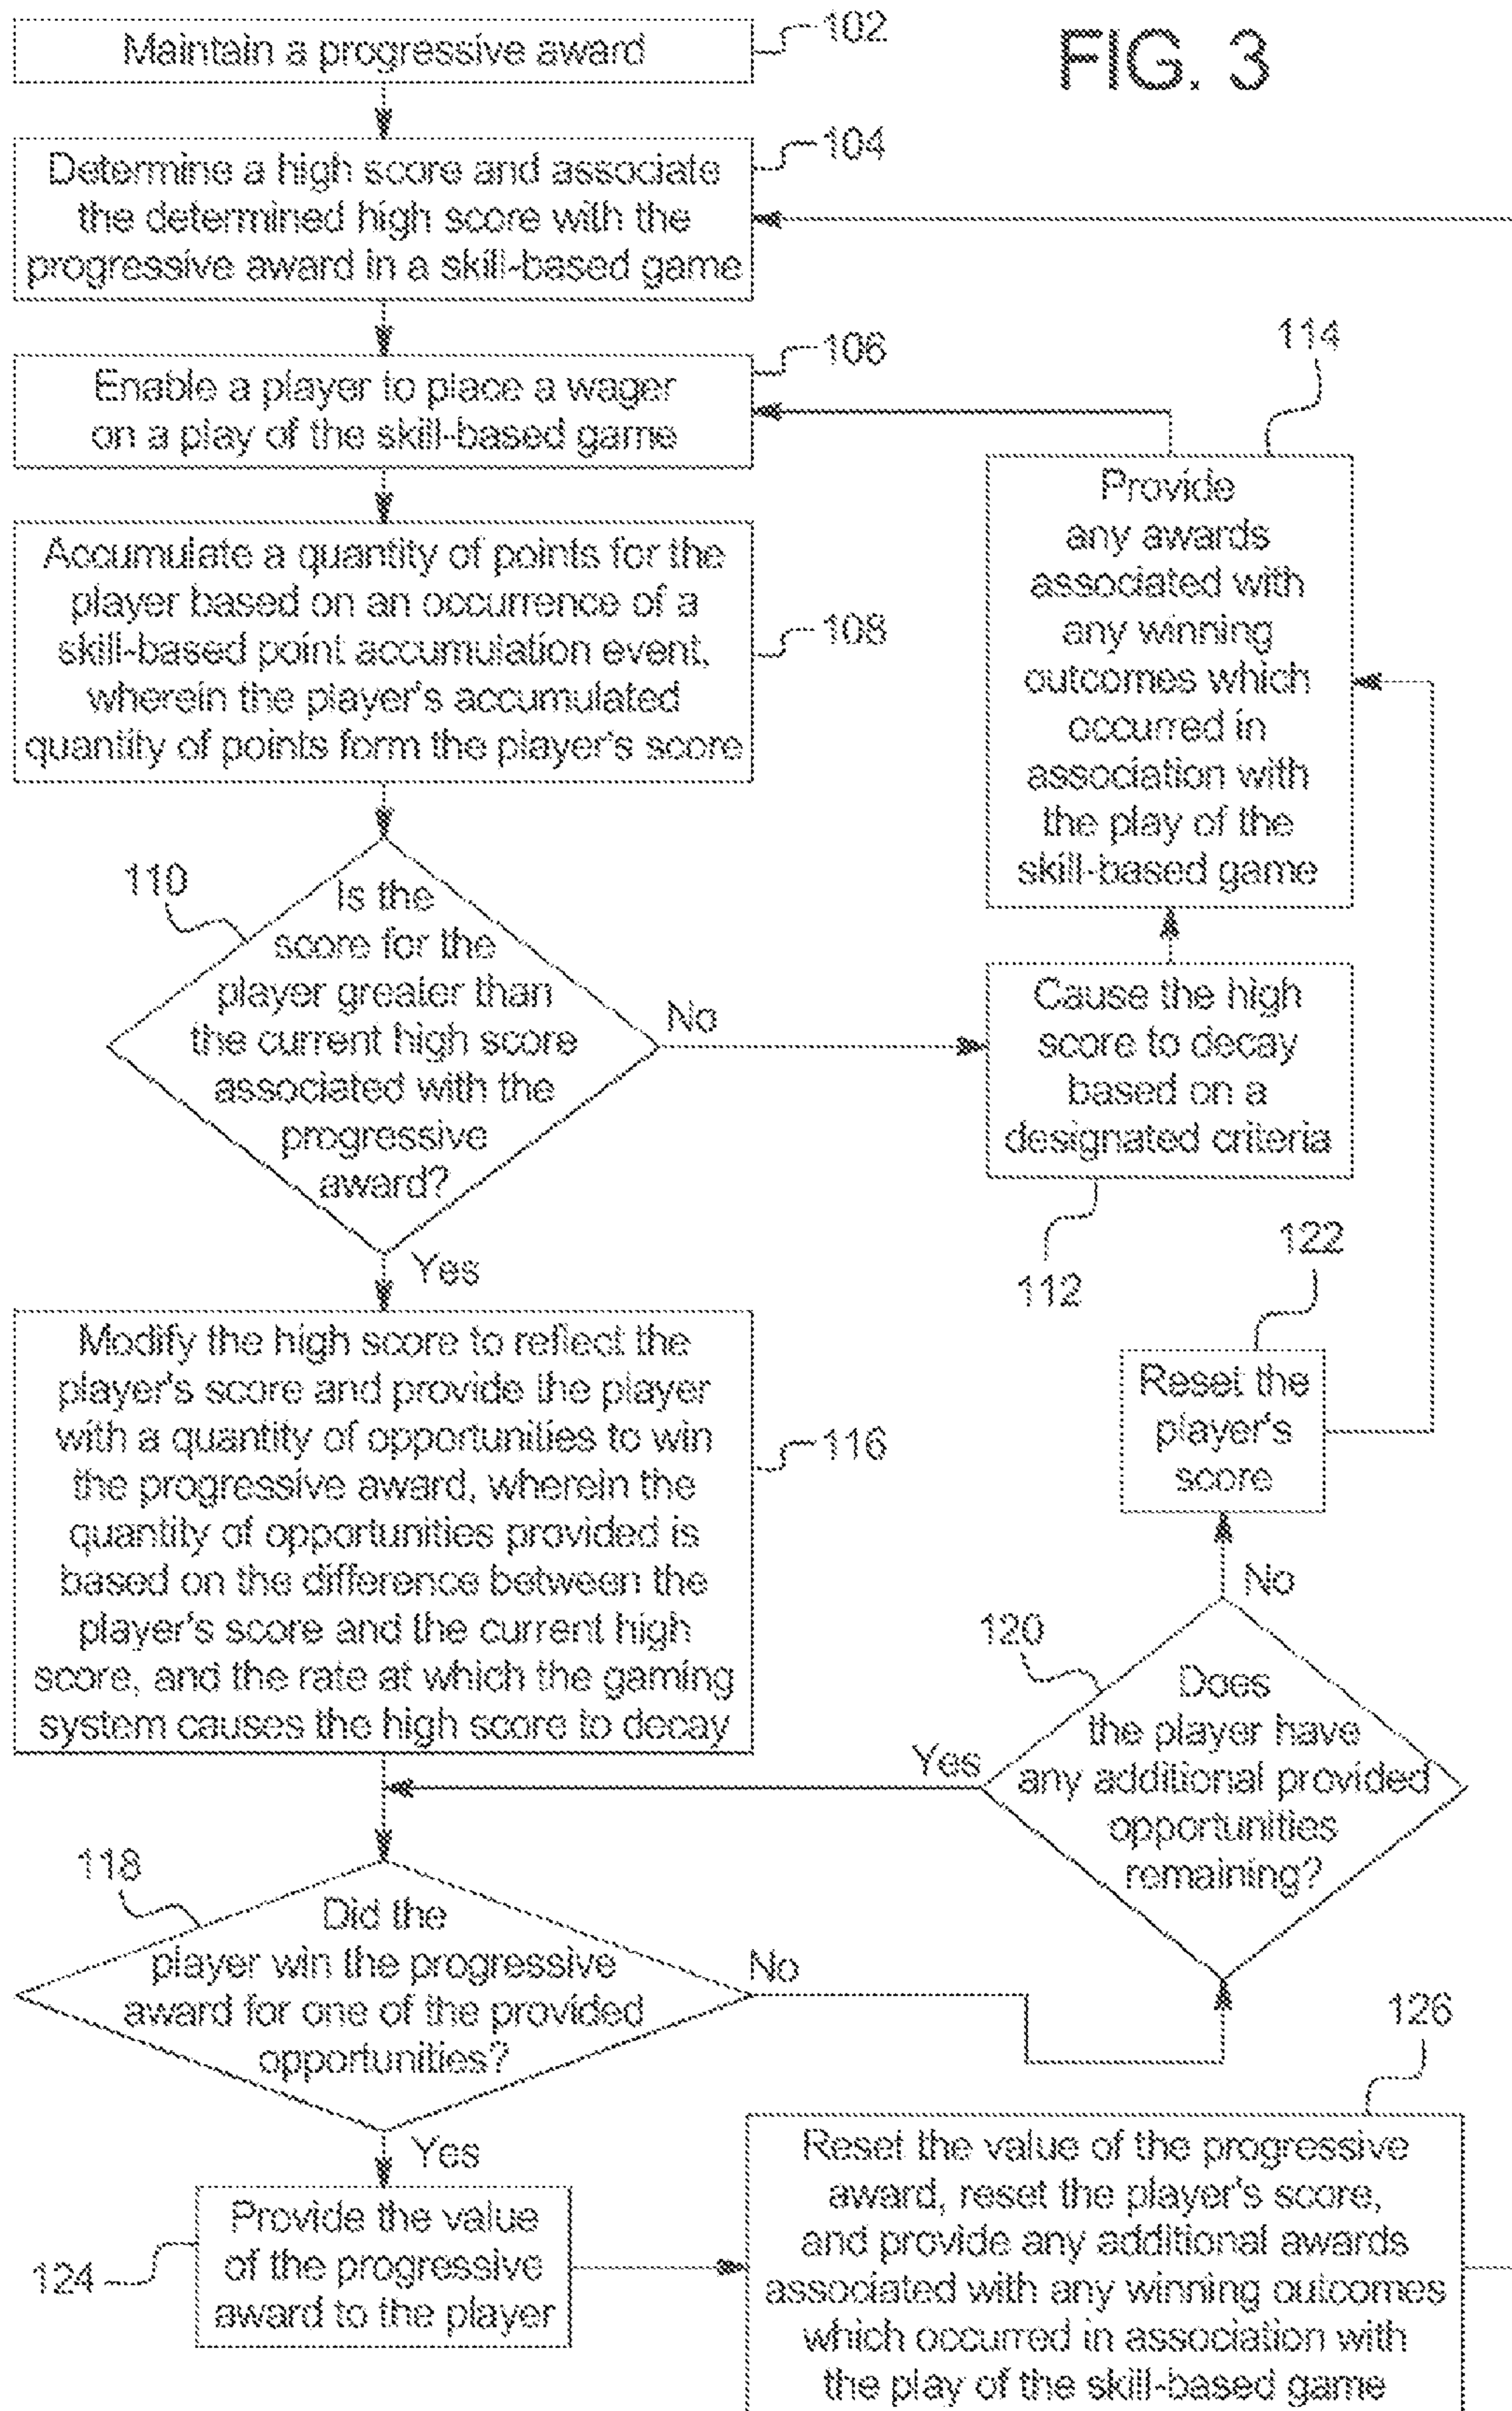 FIG. 3
102
Maintain a progressive award
104
Determine a high score and associate
the determined high score with the
progressive award in a skill-based game
106
Enable a player to place a wager
on a play of the skill-based game
108
Accumulate a quantity of points for the
player based on an occurrence of a
skill-based point accumulation event,
wherein the player's accumulated
quantity of points form the player's score
110
Is the
score for the
player greater than
the current high score
associated with the
progressive
award?
No
Yes
112
Cause the high
score to decay
based on a
designated criteria
114
Provide
any awards
associated with
any winning
outcomes which
occurred in
association with
the play of the
skill-based game
116
Modify the high score to reflect the
player's score and provide the player
with a quantity of opportunities to win
the progressive award, wherein the
quantity of opportunities provided is
based on the difference between the
player's score and the current high
score, and the rate at which the gaming
system causes the high score to decay
118
Did the
player win the progressive
award for one of the provided
opportunities?
No
Yes
120
Does
the player have
any additional provided
opportunities
remaining?
Yes
No
122
Reset the
player's
score
124
Provide the value
of the progressive
award to the player
126
Reset the value of the progressive
award, reset the player's score,
and provide any additional awards
associated with any winning outcomes
which occurred in association with
the play of the skill-based game